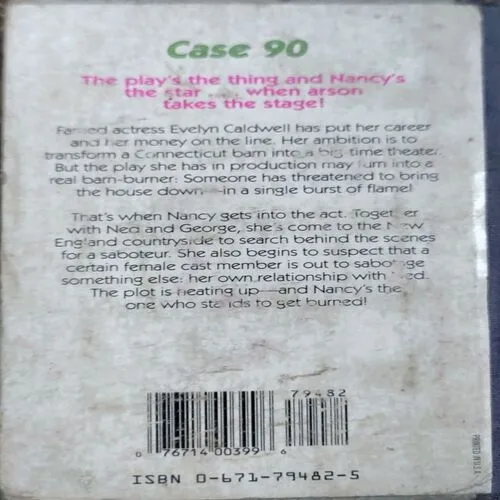 Case 90
The play's the thing and Nancy's
the star . . . . when arson
takes the stage!
Famed actress Evelyn Caldwell has put her career
and her money on the line. Her ambition is to
transform a Connecticut barn into a big time theater.
But the play she has in production may turn into a
real barn-burner: Someone has threatened to bring
the house down—in a single burst of flame!
That's when Nancy gets into the act. Together
with Ned and George, she's come to the New
England countryside to search behind the scenes
for a saboteur. She also begins to suspect that a
certain female cast member is out to sabotage
something else: her own relationship with Ned.
The plot is heating up—and Nancy's the
one who stands to get burned!
79482
0 76714 00399 6
ISBN 0-671-79482-5
PRINTED IN U.S.A.